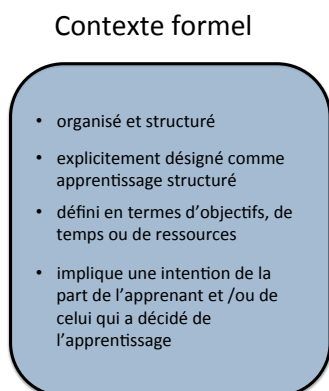 Contexte formel
• organisé et structuré
• explicitement désigné comme
apprentissage structuré
• défini en termes d'objectifs, de
temps ou de ressources
• implique une intention de la
part de l'apprenant et /ou de
celui qui a décidé de
l'apprentissage